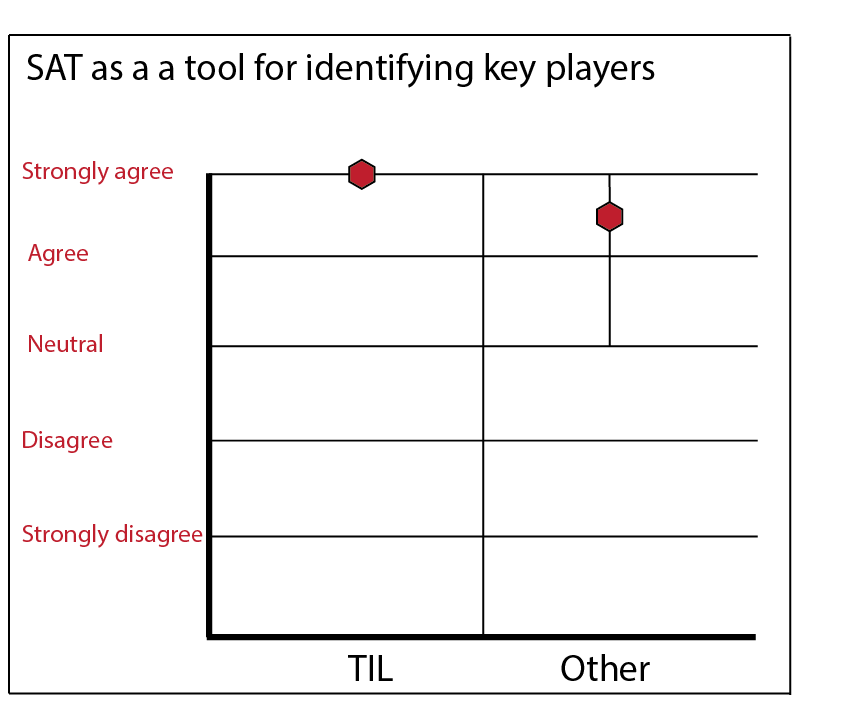 SAT as a a tool for identifying key players
Strongly agree
Agree
Neutral
Disagree
Strongly disagree
TIL
Other